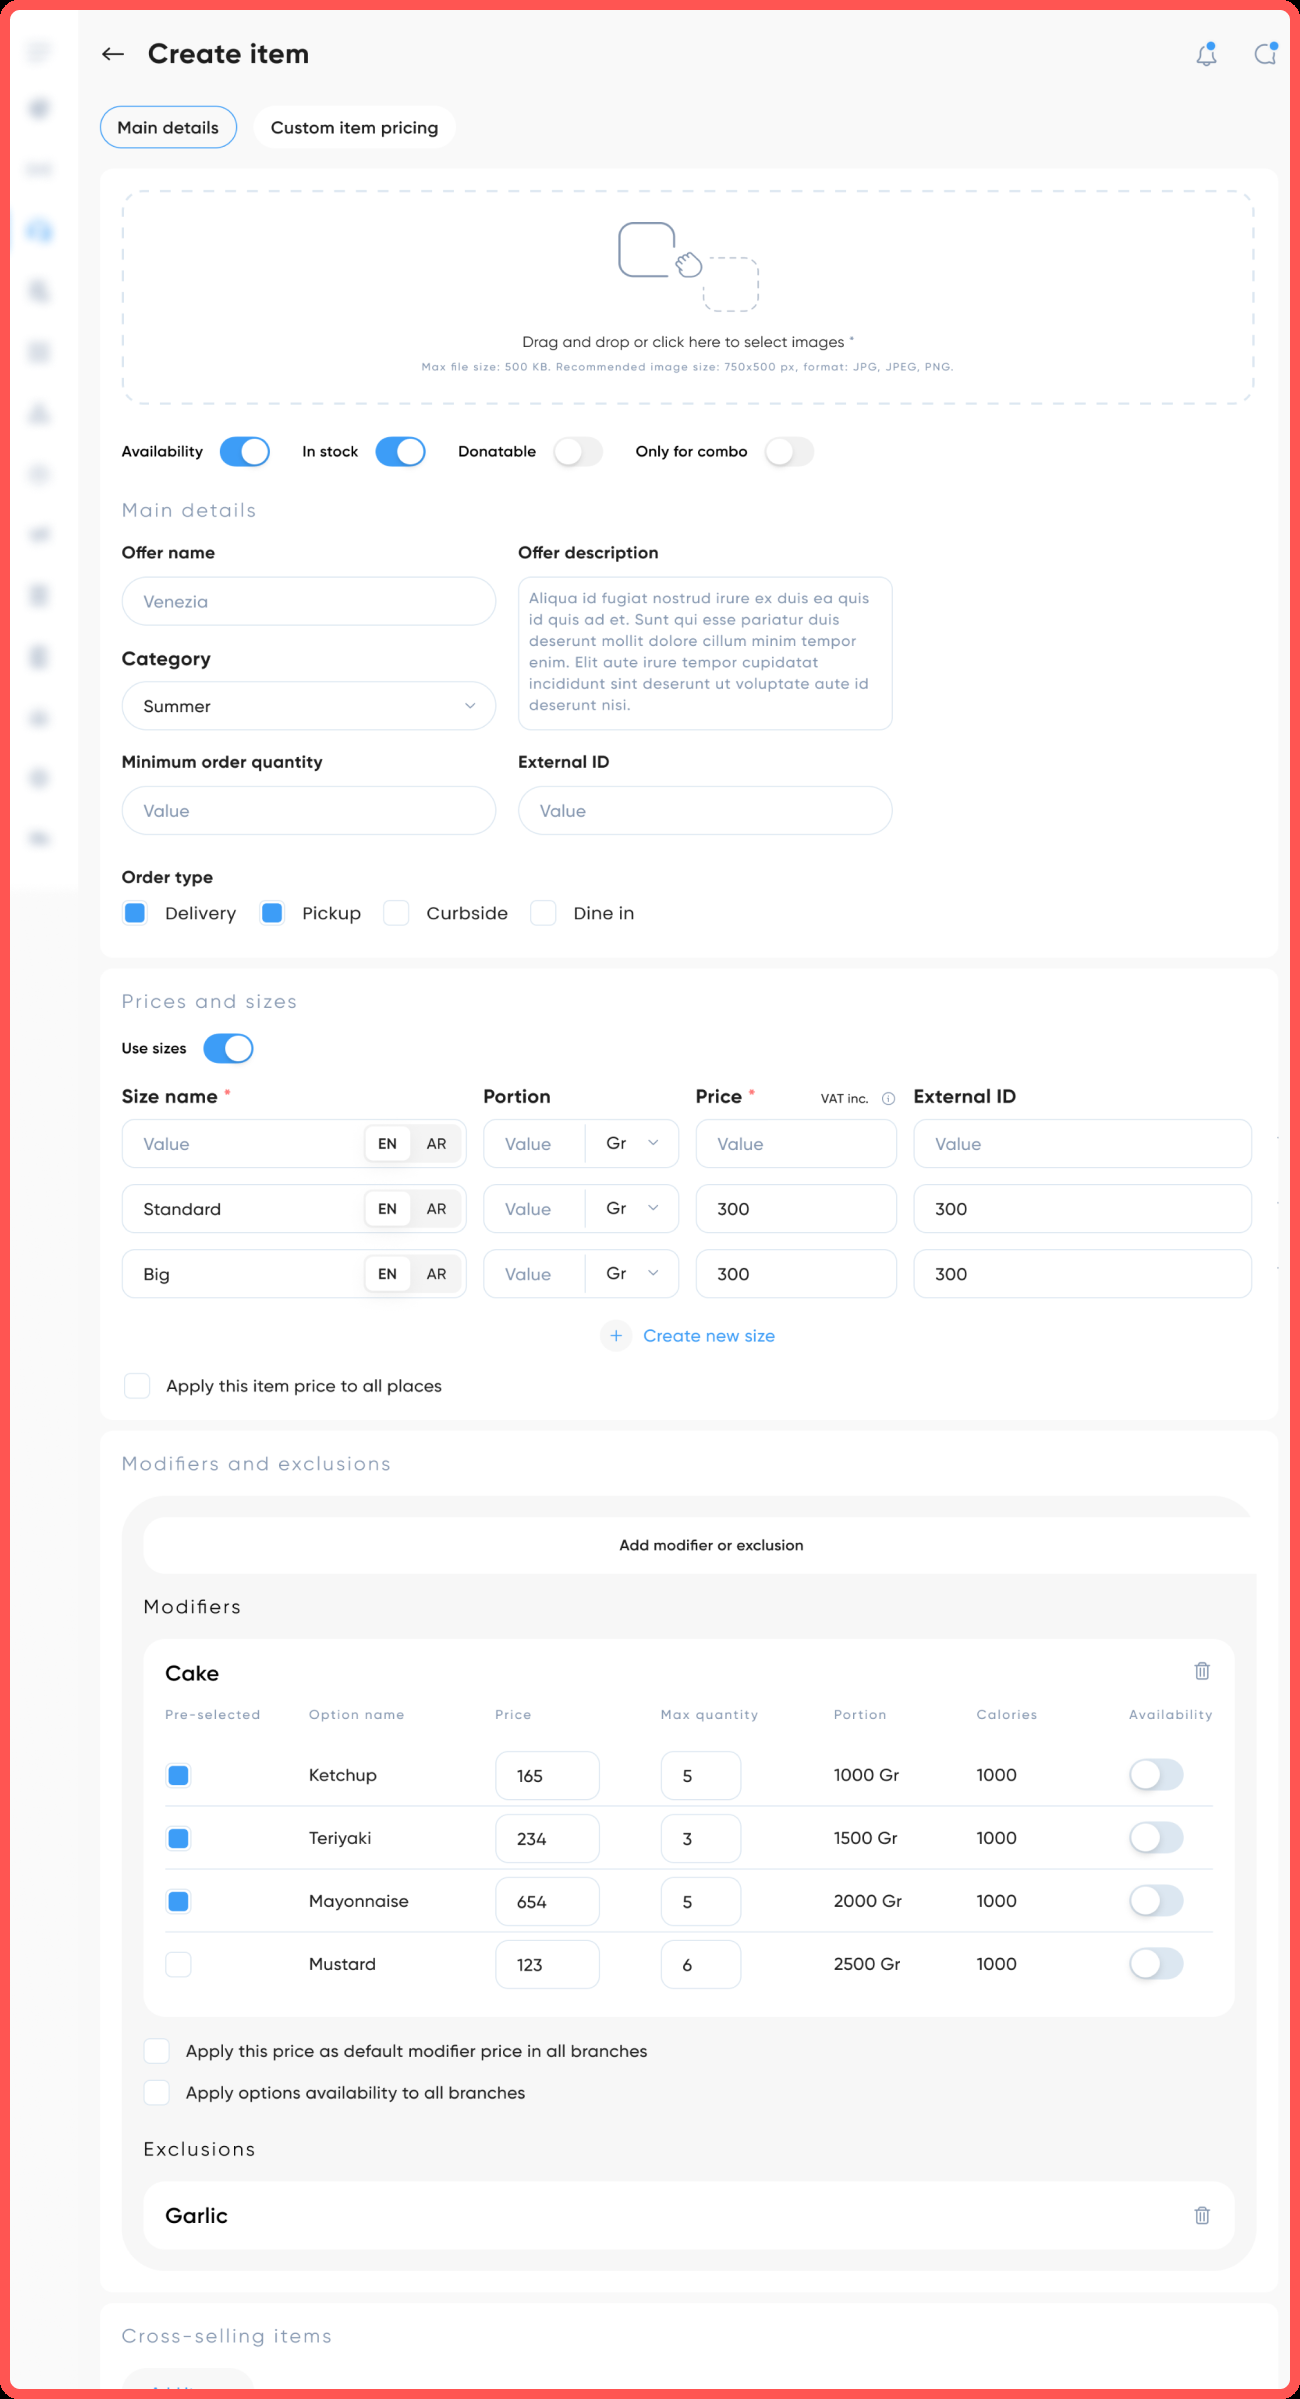 Create item
Main details
Custom item pricing
Drag and drop or click here to select images *
Max file size: 500 KB. Recommended image size: 750x500 px, format: JPG, JPEG, PNG.
Availability
In stock
Donatable
Only for combo
Main details
Offer name
Offer description
Venezia
Aliqua id fugiat nostrud irure ex duis ea quis
id quis ad et. Sunt qui esse pariatur duis
deserunt mollit dolore cillum minim tempor
enim. Elit aute irure tempor cupidatat
incididunt sint deserunt ut voluptate aute id
deserunt nisi.
Category
Summer
Minimum order quantity
External ID
Value
Value
Order type
Delivery
Pickup
Curbside
Dine in
Prices and sizes
Use sizes
Size name *
Portion
Price *
VAT inc.
External ID
Value EN AR Value Gr Value Value
Standard EN AR Value Gr 300 300
Big EN AR Value Gr 300 300
+ Create new size
Apply this item price to all places
Modifiers and exclusions
Add modifier or exclusion
Modifiers
Cake
Pre-selected Option name Price Max quantity Portion Calories Availability
Ketchup 165 5 1000 Gr 1000
Teriyaki 234 3 1500 Gr 1000
Mayonnaise 654 5 2000 Gr 1000
Mustard 123 6 2500 Gr 1000
Apply this price as default modifier price in all branches
Apply options availability to all branches
Exclusions
Garlic
Cross-selling items